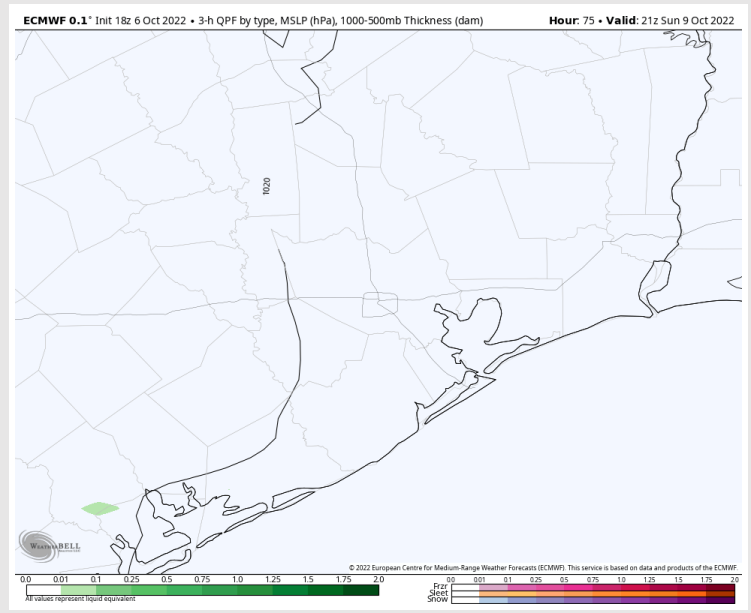 ECMWF 0.1° Init 18z 6 Oct 2022 • 3-h QPF by type, MSLP (hPa), 1000-500mb Thickness (dam) Hour: 75 • Valid: 21z Sun 9 Oct 2022
1020
WEATHERBELL
© 2022 European Centre for Medium-Range Weather Forecasts (ECMWF). This service is based on data and products of the ECMWF.
0.0 0.01 0.1 0.25 0.5 0.75 1.0 1.25 1.5 1.75 2.0
All values represent liquid equivalent
0.0 0.01 0.1 0.25 0.5 0.75 1.0 1.25 1.5 1.75 2.0
Frzr
Sleet
Snow